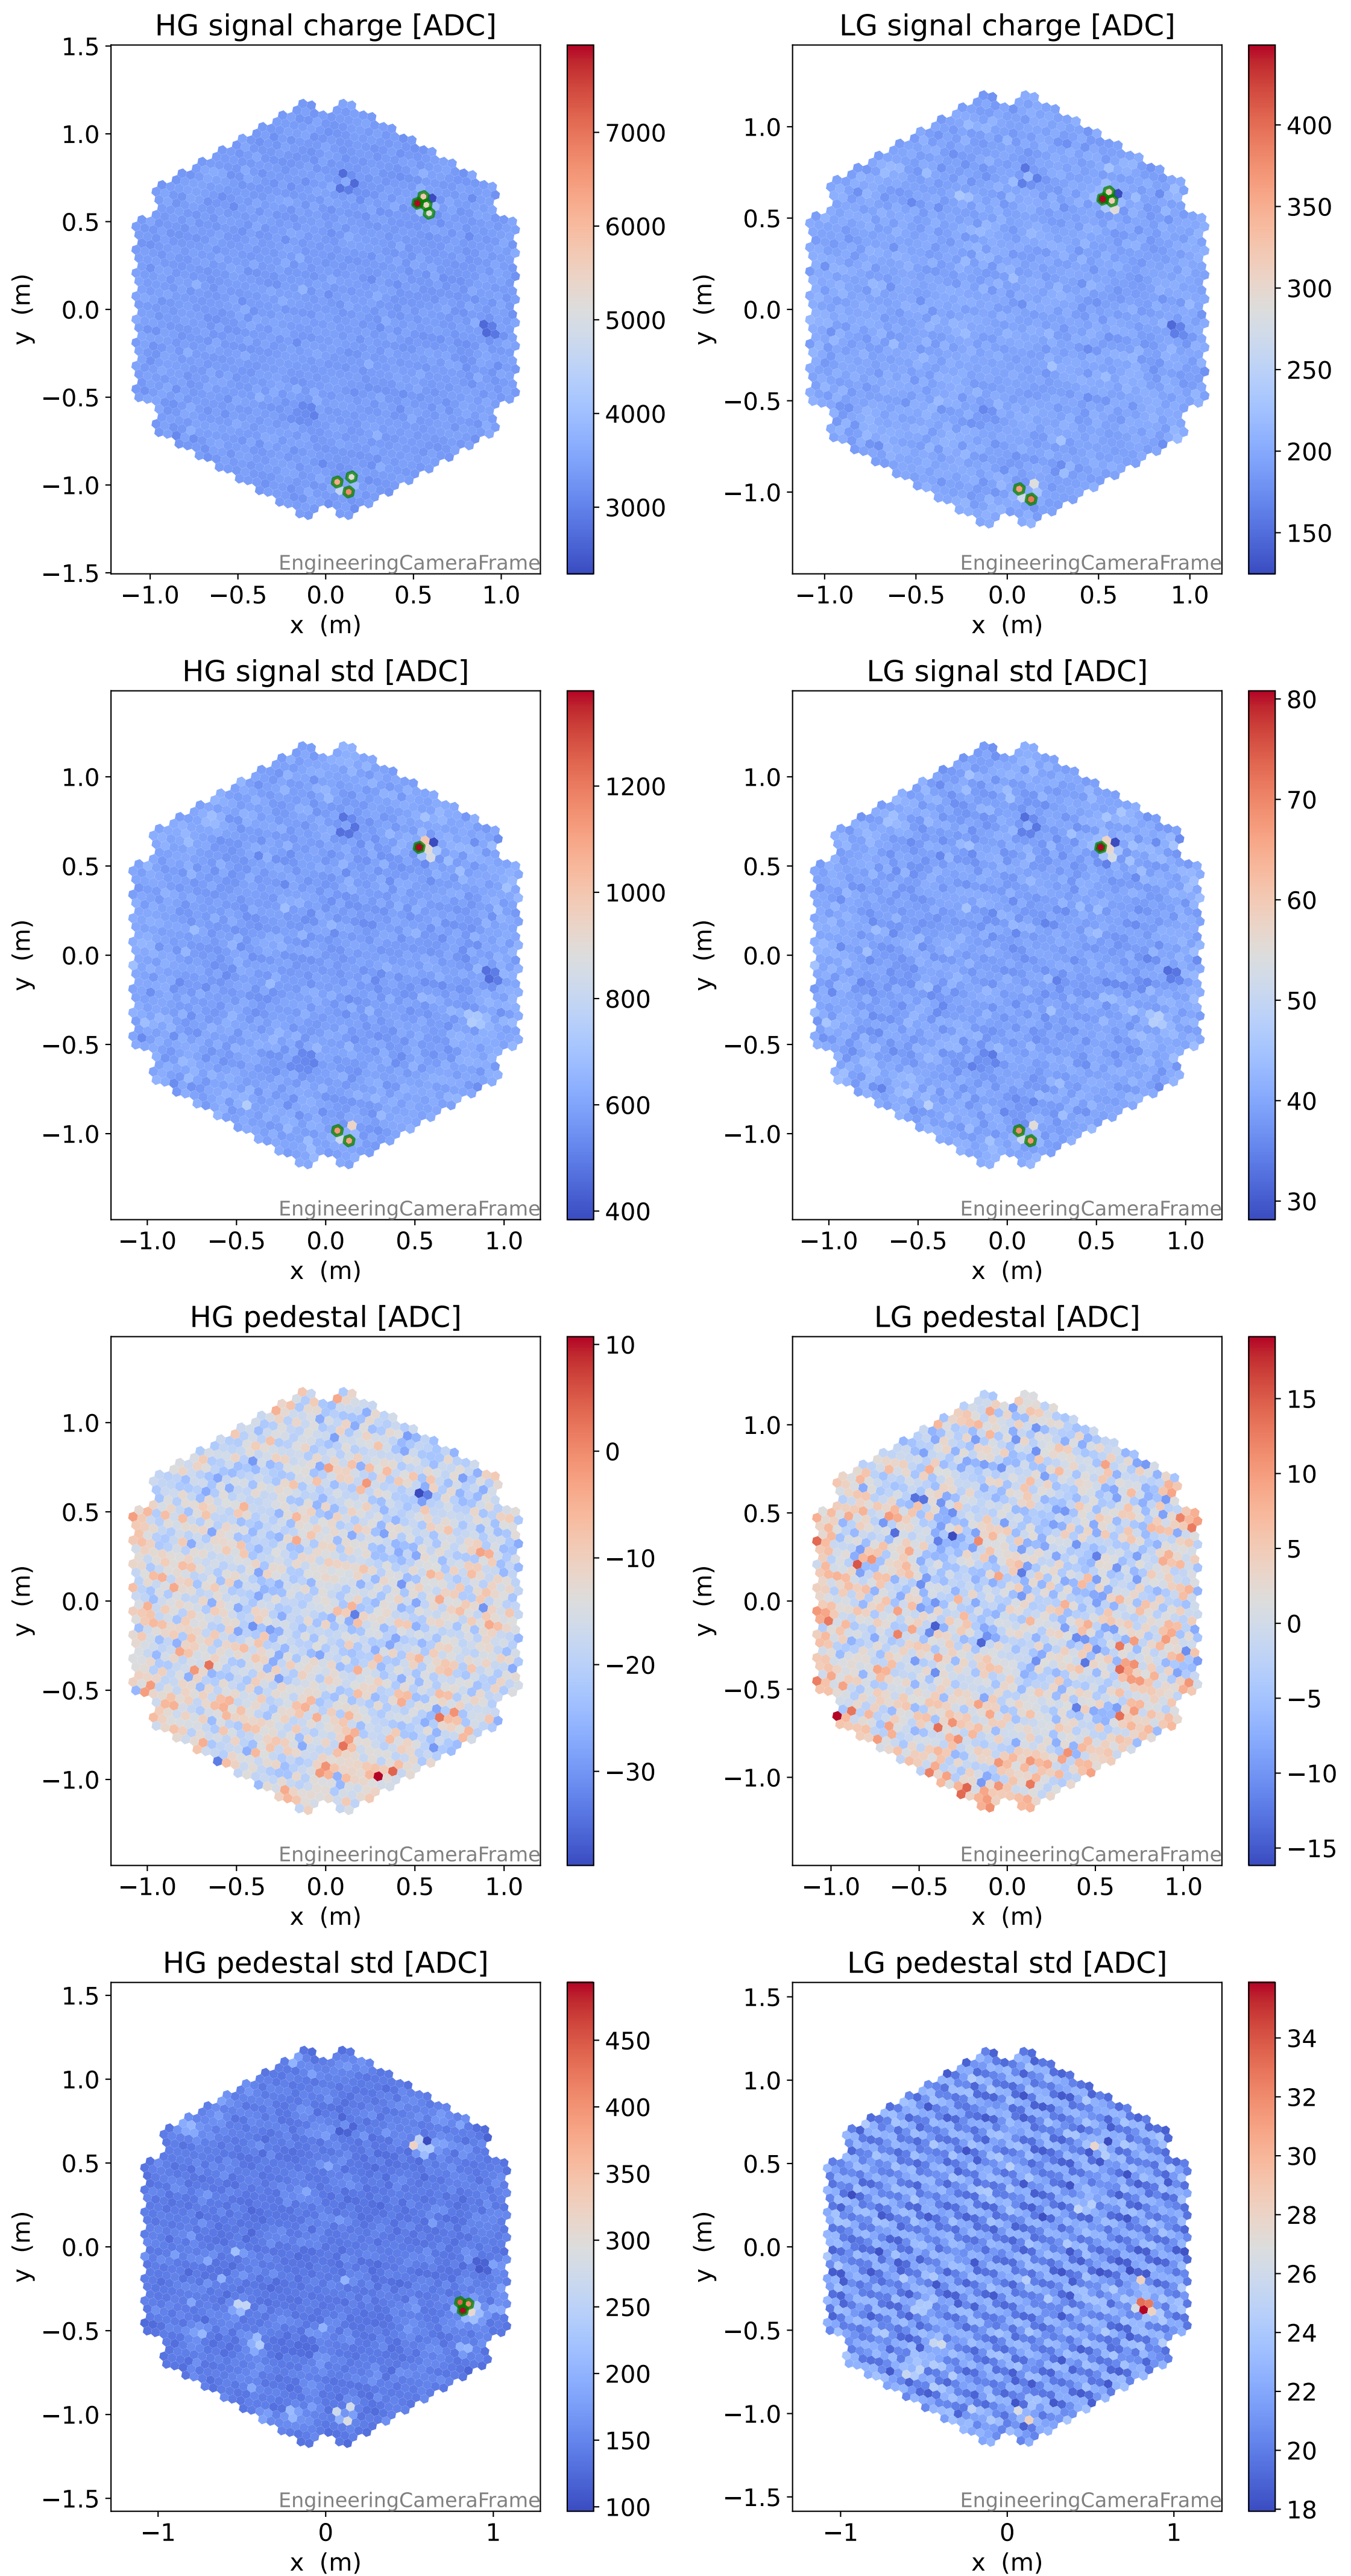 HG signal charge [ADC]
1.5
1.0
0.5
0.0
−0.5
−1.0
−1.5
y (m)
−1.0 −0.5 0.0 0.5 1.0
x (m)
EngineeringCameraFrame
7000
6000
5000
4000
3000
LG signal charge [ADC]
1.0
0.5
0.0
−0.5
−1.0
y (m)
−1.0 −0.5 0.0 0.5 1.0
x (m)
EngineeringCameraFrame
400
350
300
250
200
150
HG signal std [ADC]
1.0
0.5
0.0
−0.5
−1.0
y (m)
−1.0 −0.5 0.0 0.5 1.0
x (m)
EngineeringCameraFrame
1200
1000
800
600
400
LG signal std [ADC]
1.0
0.5
0.0
−0.5
−1.0
y (m)
−1.0 −0.5 0.0 0.5 1.0
x (m)
EngineeringCameraFrame
80
70
60
50
40
30
HG pedestal [ADC]
1.0
0.5
0.0
−0.5
−1.0
y (m)
−1.0 −0.5 0.0 0.5 1.0
x (m)
EngineeringCameraFrame
10
0
−10
−20
−30
LG pedestal [ADC]
1.0
0.5
0.0
−0.5
−1.0
y (m)
−1.0 −0.5 0.0 0.5 1.0
x (m)
EngineeringCameraFrame
15
10
5
0
−5
−10
−15
HG pedestal std [ADC]
1.5
1.0
0.5
0.0
−0.5
−1.0
−1.5
y (m)
−1 0 1
x (m)
EngineeringCameraFrame
450
400
350
300
250
200
150
100
LG pedestal std [ADC]
1.5
1.0
0.5
0.0
−0.5
−1.0
−1.5
y (m)
−1 0 1
x (m)
EngineeringCameraFrame
34
32
30
28
26
24
22
20
18